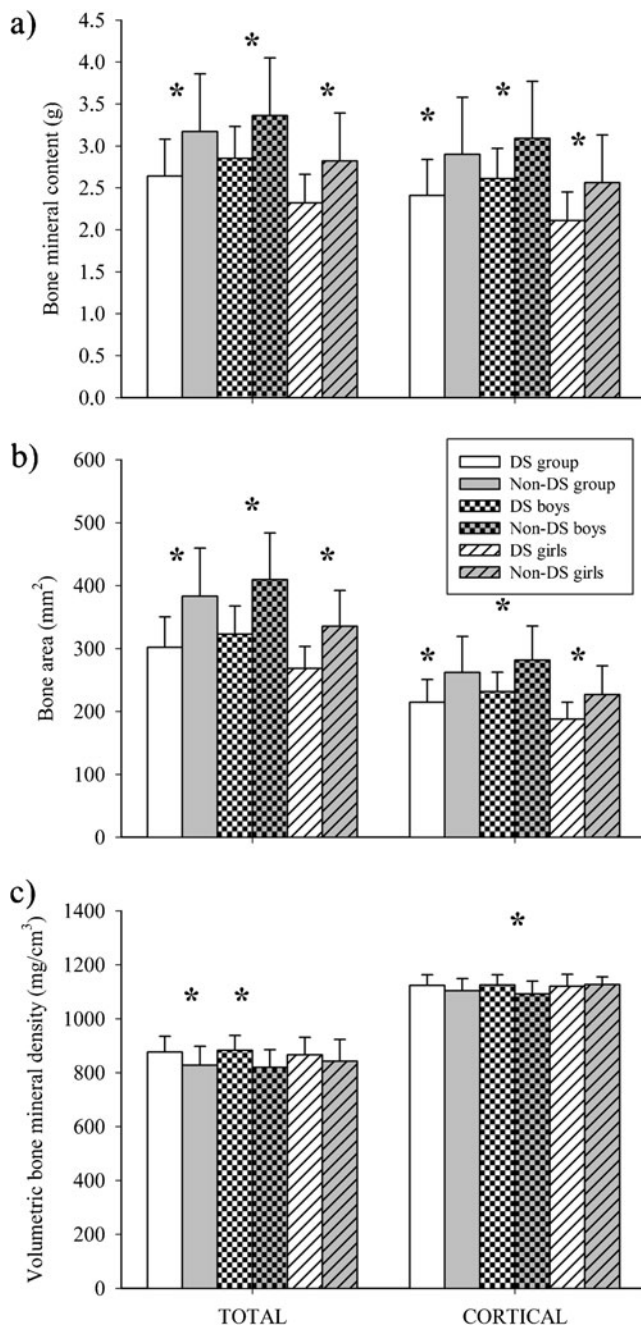 a)
Bone mineral content (g)
4.5
4.0
3.5
3.0
2.5
2.0
1.5
1.0
0.5
0.0
* * *
* * *
b)
Bone area (mm²)
600
500
400
300
200
100
0
* * *
* * *
DS group
Non-DS group
DS boys
Non-DS boys
DS girls
Non-DS girls
c)
Volumetric bone mineral density (mg/cm³)
1400
1200
1000
800
600
400
200
0
* *
*
TOTAL CORTICAL